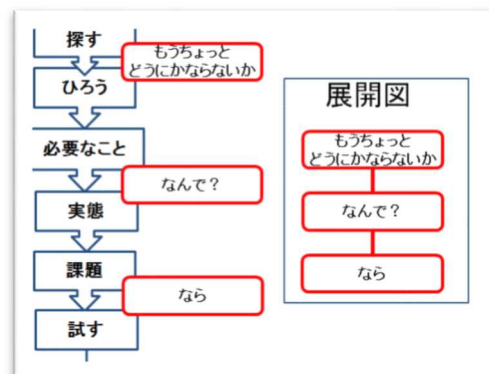 探す
もうちょっと
どうにかならないか
ひろう
必要なこと
なんで？
実態
課題
なら
試す
展開図
もうちょっと
どうにかならないか
なんで？
なら